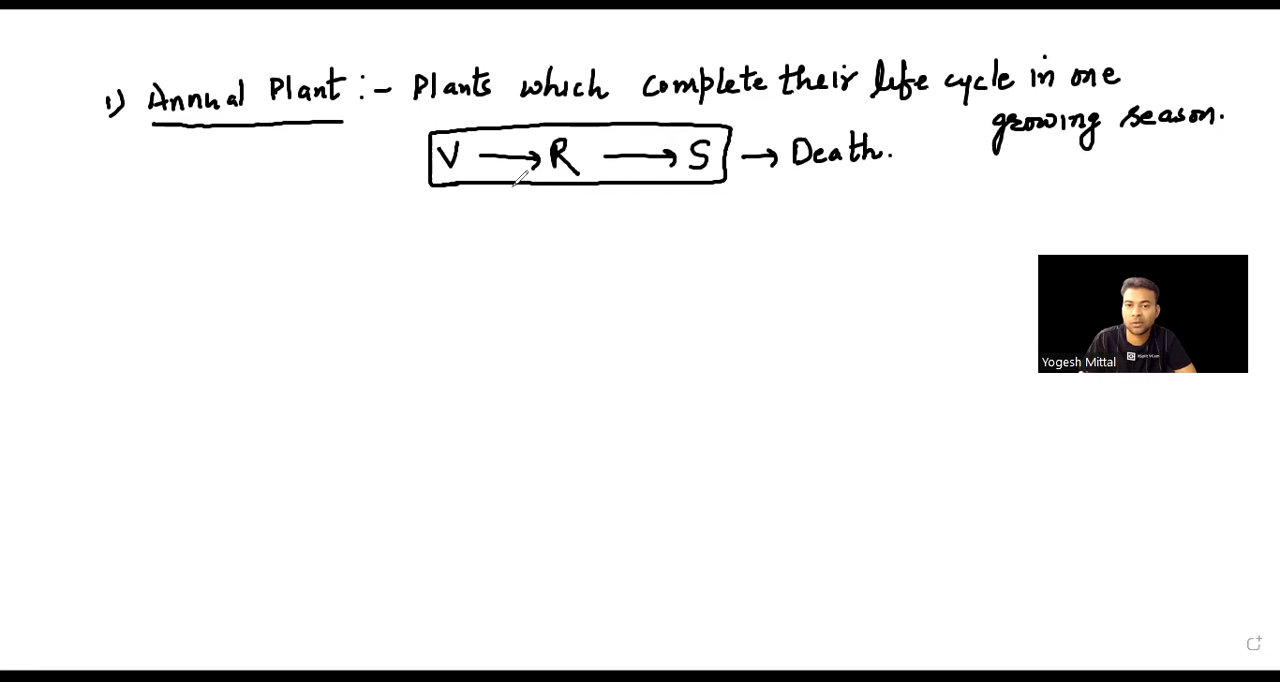 1) Annual Plant :- Plants which complete their life cycle in one
growing season.
V → R → S → Death.
Yogesh Mittal